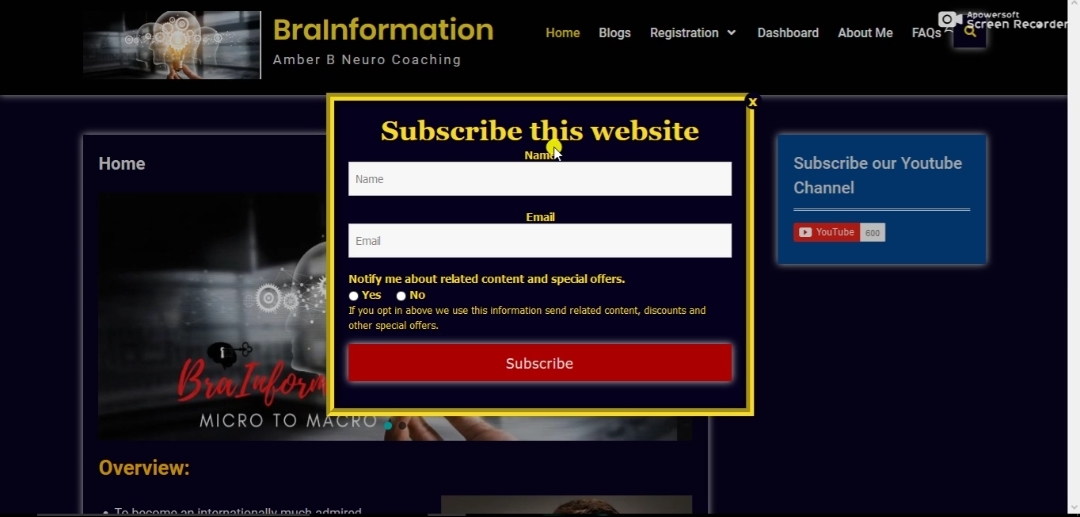 BraInformation
Amber B Neuro Coaching
Home Blogs Registration Dashboard About Me FAQs
Apowersoft
Screen Recorder
x
Subscribe this website
Name
Name
Email
Email
Notify me about related content and special offers.
Yes No
If you opt in above we use this information send related content, discounts and
other special offers.
Subscribe
Home
BraInform
MICRO TO MACRO
Overview:
To become an internationally much admired
Subscribe our Youtube
Channel
YouTube 600